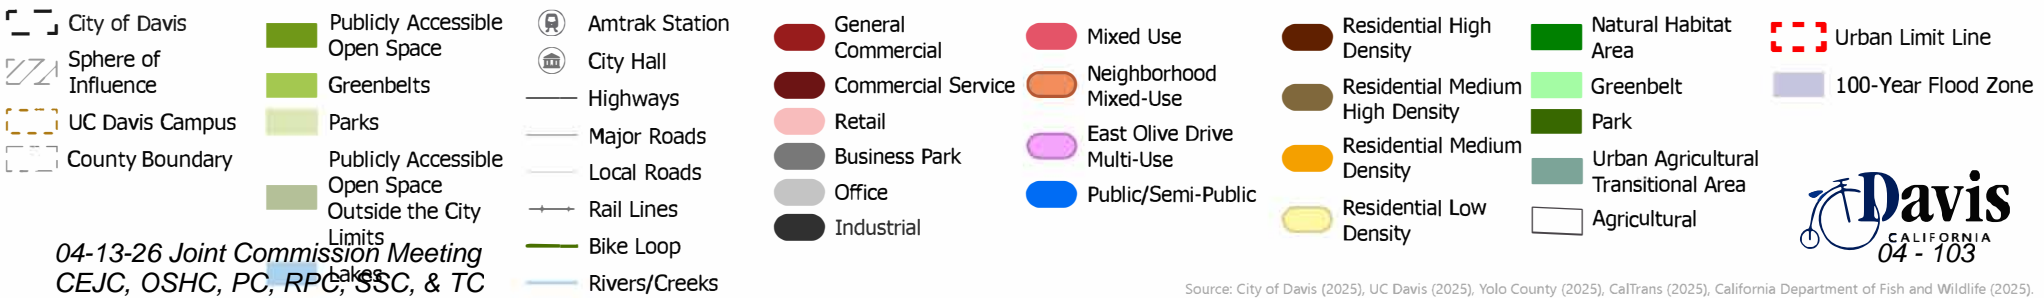 City of Davis
Sphere of
Influence
UC Davis Campus
County Boundary
Publicly Accessible
Open Space
Greenbelts
Parks
Publicly Accessible
Open Space
Outside the City
Limits
Lakes
04-13-26 Joint Commission Meeting
CEJC, OSHC, PC, RPC, SSC, & TC
Amtrak Station
City Hall
Highways
Major Roads
Local Roads
Rail Lines
Bike Loop
Rivers/Creeks
General
Commercial
Commercial Service
Retail
Business Park
Office
Industrial
Mixed Use
Neighborhood
Mixed-Use
East Olive Drive
Multi-Use
Public/Semi-Public
Residential High
Density
Residential Medium
High Density
Residential Medium
Density
Residential Low
Density
Natural Habitat
Area
Greenbelt
Park
Urban Agricultural
Transitional Area
Agricultural
Urban Limit Line
100-Year Flood Zone
Davis
CALIFORNIA
04 - 103
Source: City of Davis (2025), UC Davis (2025), Yolo County (2025), CalTrans (2025), California Department of Fish and Wildlife (2025).